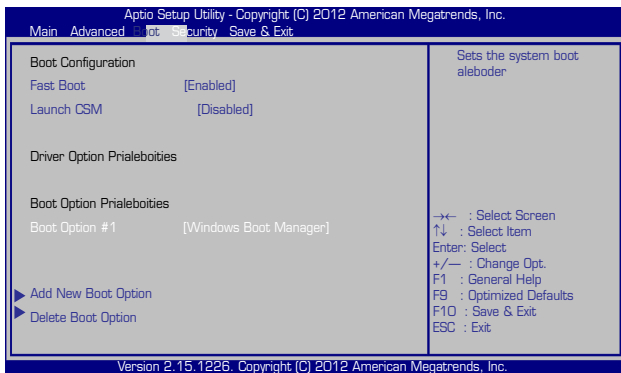 Aptio Setup Utility - Copyright (C) 2012 American Megatrends, Inc.
Main Advanced Boot Security Save & Exit
Boot Configuration
Fast Boot [Enabled]
Launch CSM [Disabled]
Driver Option Prialeboities
Boot Option Prialeboities
Boot Option #1 [Windows Boot Manager]
Add New Boot Option
Delete Boot Option
Sets the system boot
aleboder
→← : Select Screen
↑↓ : Select Item
Enter: Select
+/— : Change Opt.
F1 : General Help
F9 : Optimized Defaults
F10 : Save & Exit
ESC : Exit
Version 2.15.1226. Copyright (C) 2012 American Megatrends, Inc.